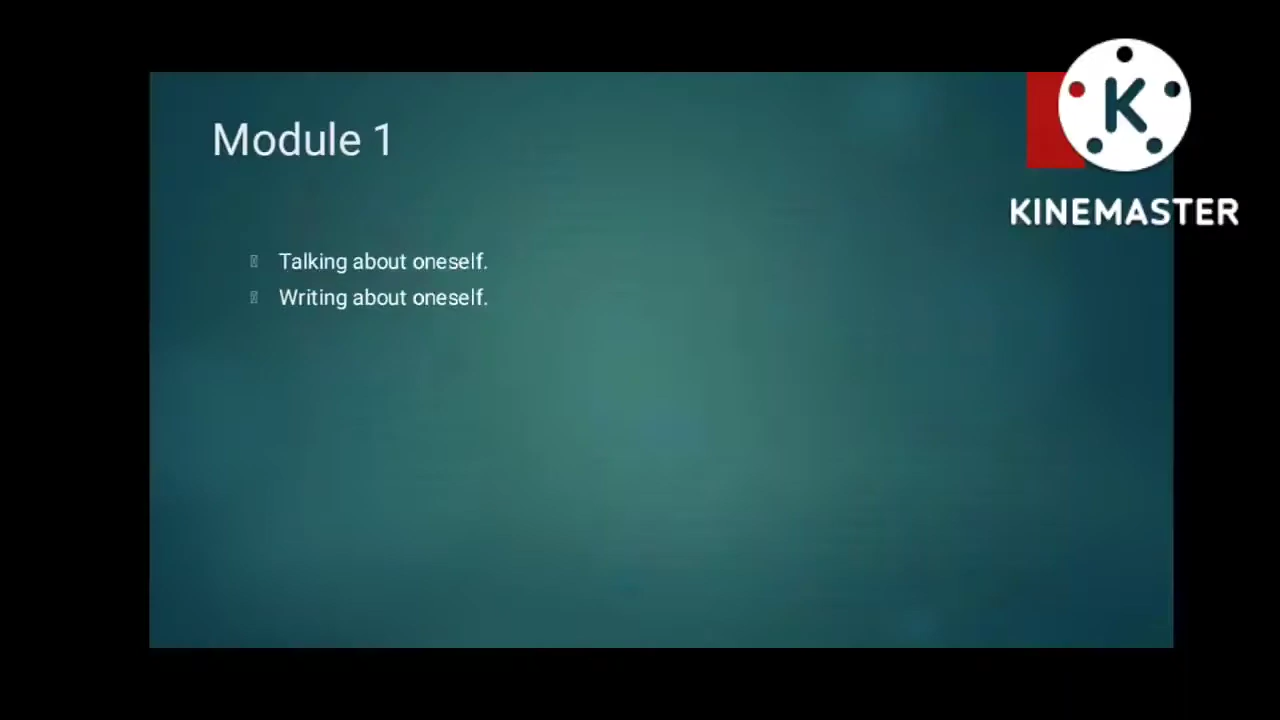 Module 1
Talking about oneself.
Writing about oneself.
K
KINEMASTER